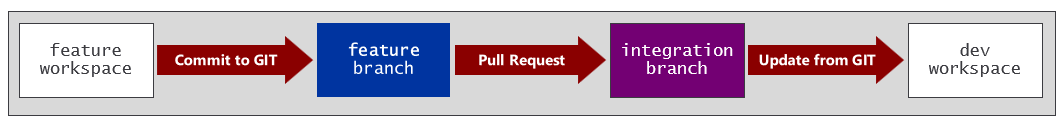 feature
workspace
Commit to GIT
feature
branch
Pull Request
integration
branch
Update from GIT
dev
workspace